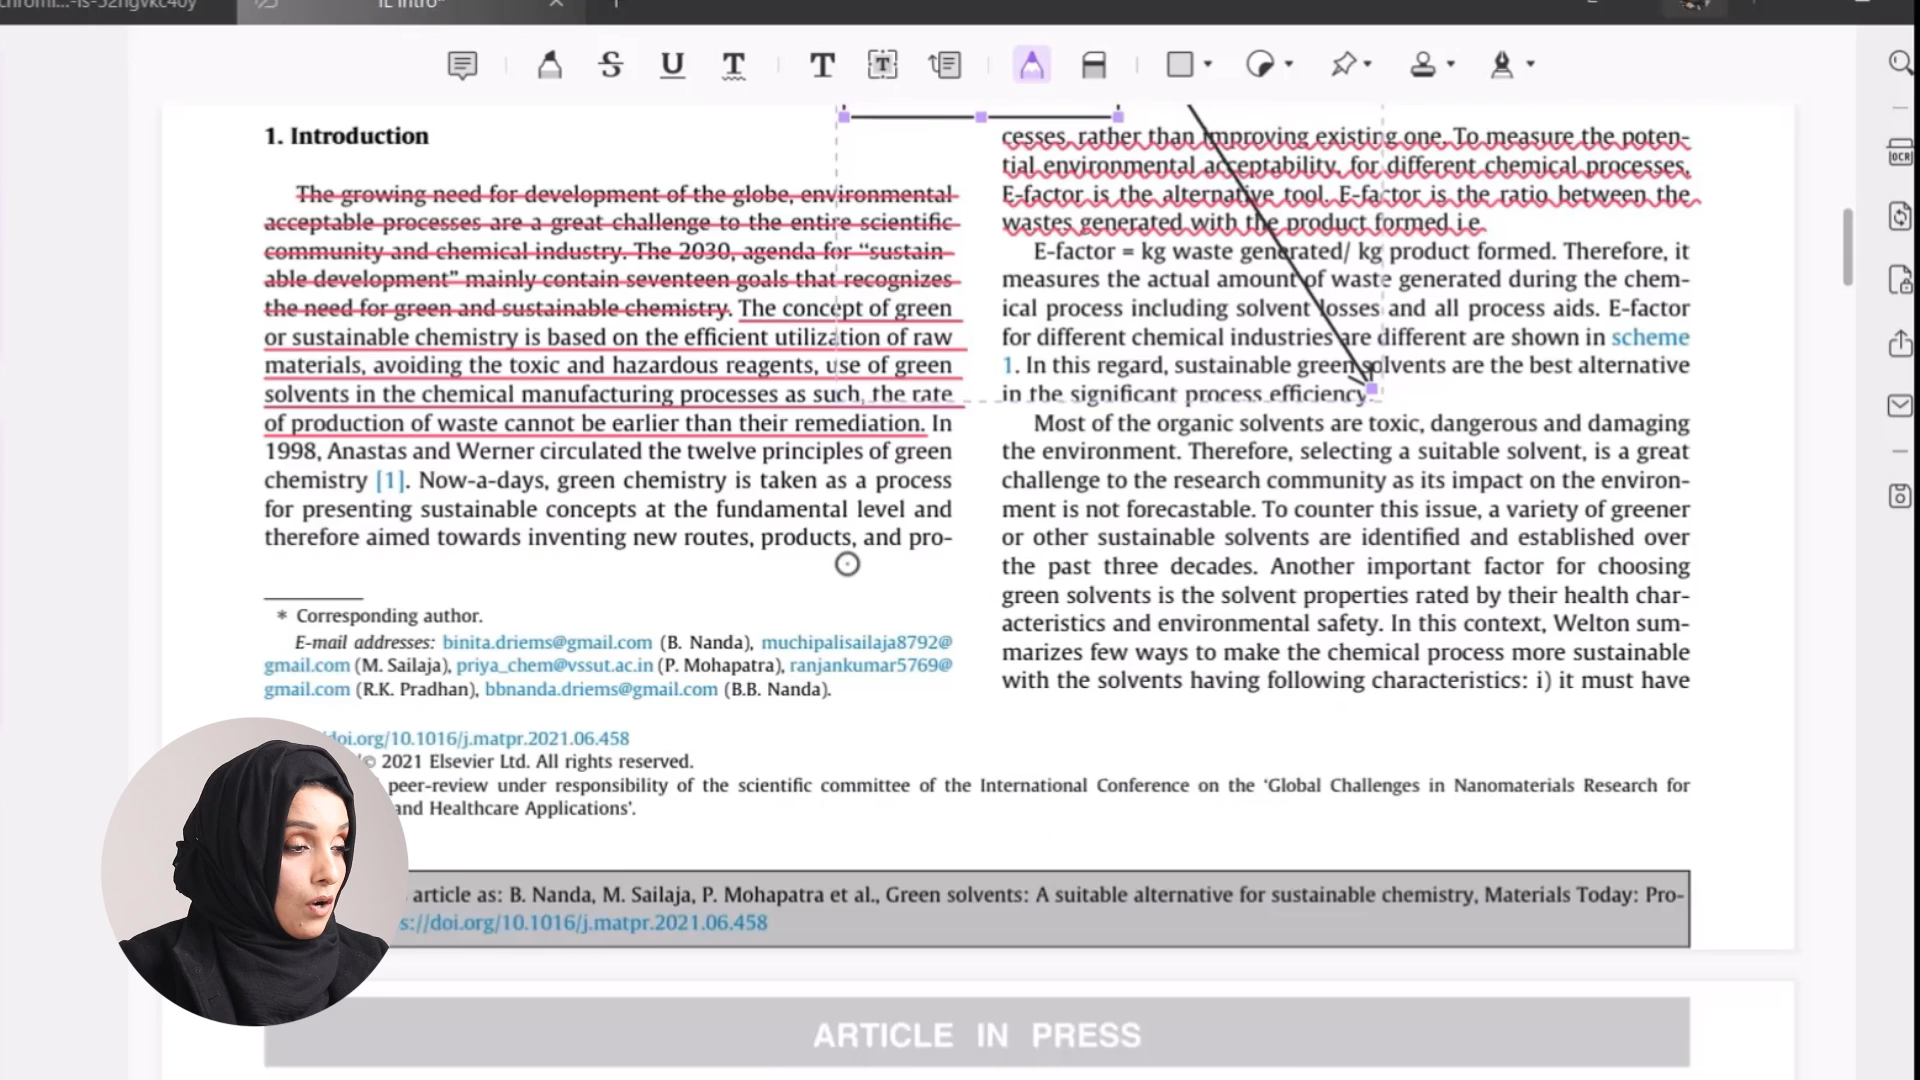 IL Intro*
OCR
1. Introduction
The growing need for development of the globe, environmental
acceptable processes are a great challenge to the entire scientific
community and chemical industry. The 2030, agenda for “sustain-
able development” mainly contain seventeen goals that recognizes
the need for green and sustainable chemistry. The concept of green
or sustainable chemistry is based on the efficient utilization of raw
materials, avoiding the toxic and hazardous reagents, use of green
solvents in the chemical manufacturing processes as such, the rate
of production of waste cannot be earlier than their remediation. In
1998, Anastas and Werner circulated the twelve principles of green
chemistry [1]. Now-a-days, green chemistry is taken as a process
for presenting sustainable concepts at the fundamental level and
therefore aimed towards inventing new routes, products, and pro-
* Corresponding author.
E-mail addresses: binita.driems@gmail.com (B. Nanda), muchipalisailaja8792@
gmail.com (M. Sailaja), priya_chem@vssut.ac.in (P. Mohapatra), ranjankumar5769@
gmail.com (R.K. Pradhan), bbnanda.driems@gmail.com (B.B. Nanda).
cesses, rather than improving existing one. To measure the poten-
tial environmental acceptability, for different chemical processes,
E-factor is the alternative tool. E-factor is the ratio between the
wastes generated with the product formed i.e.
E-factor = kg waste generated/ kg product formed. Therefore, it
measures the actual amount of waste generated during the chem-
ical process including solvent losses and all process aids. E-factor
for different chemical industries are different are shown in scheme
1. In this regard, sustainable green solvents are the best alternative
in the significant process efficiency.
Most of the organic solvents are toxic, dangerous and damaging
the environment. Therefore, selecting a suitable solvent, is a great
challenge to the research community as its impact on the environ-
ment is not forecastable. To counter this issue, a variety of greener
or other sustainable solvents are identified and established over
the past three decades. Another important factor for choosing
green solvents is the solvent properties rated by their health char-
acteristics and environmental safety. In this context, Welton sum-
marizes few ways to make the chemical process more sustainable
with the solvents having following characteristics: i) it must have
doi.org/10.1016/j.matpr.2021.06.458
© 2021 Elsevier Ltd. All rights reserved.
peer-review under responsibility of the scientific committee of the International Conference on the ‘Global Challenges in Nanomaterials Research for
and Healthcare Applications’.
article as: B. Nanda, M. Sailaja, P. Mohapatra et al., Green solvents: A suitable alternative for sustainable chemistry, Materials Today: Pro-
s://doi.org/10.1016/j.matpr.2021.06.458
ARTICLE IN PRESS